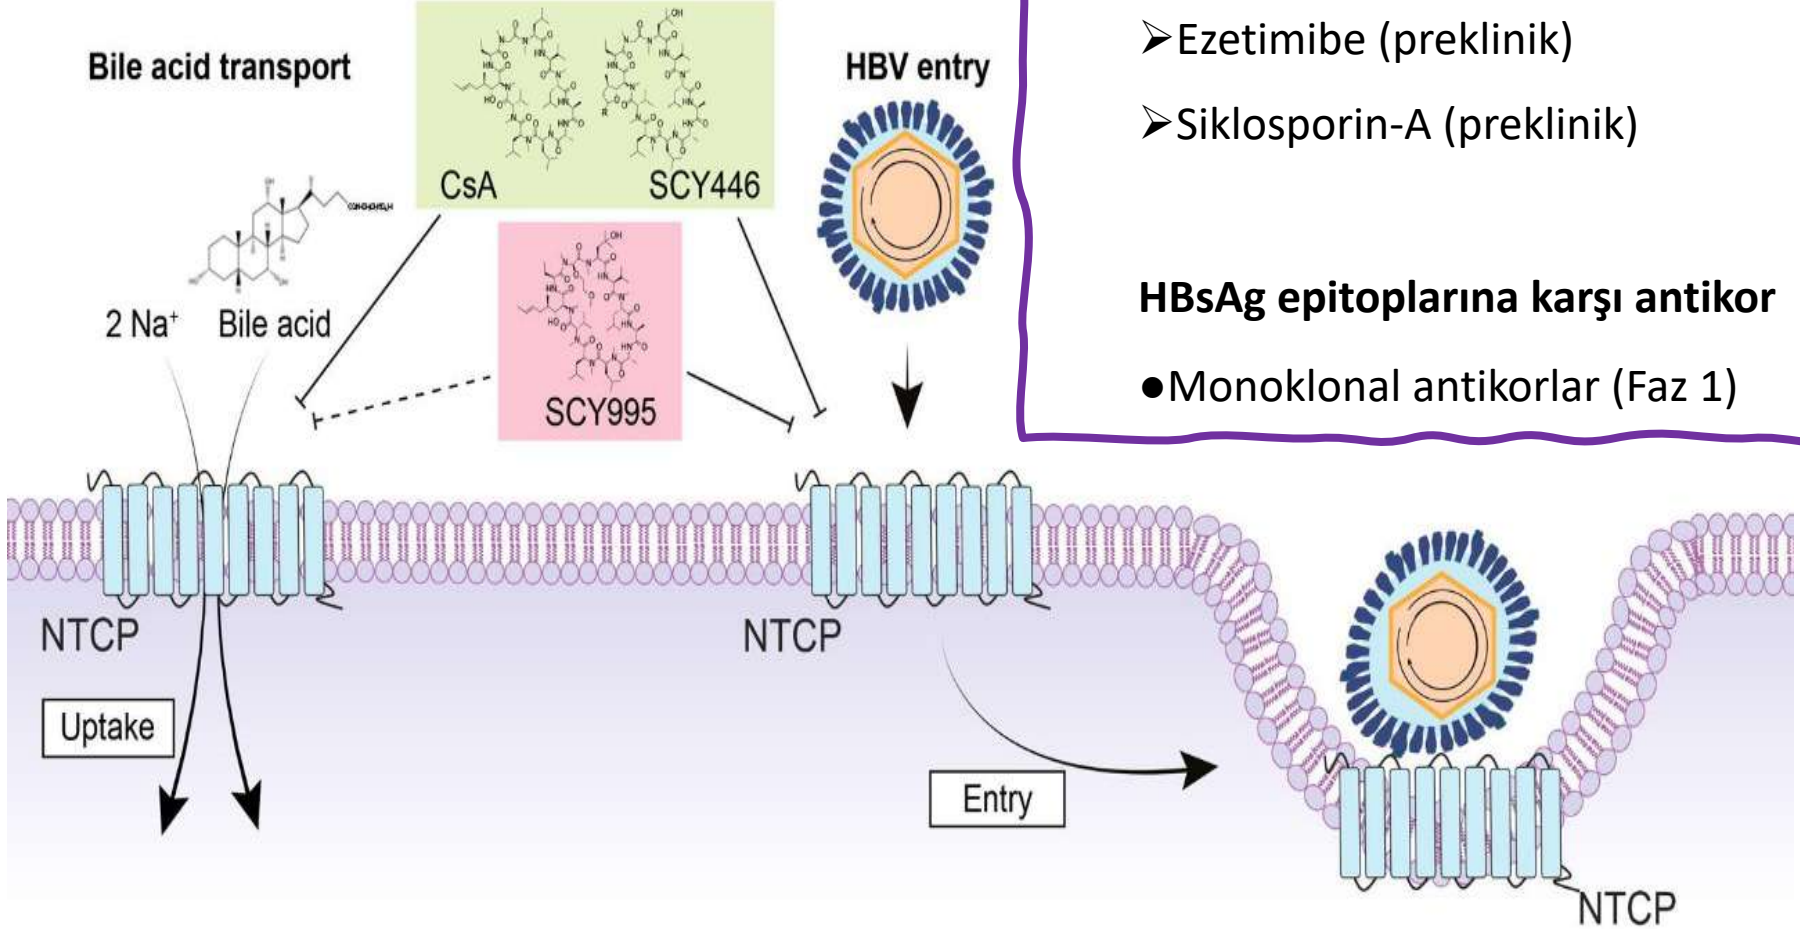 Bile acid transport
CsA
SCY446
HBV entry
SCY995
2 Na⁺
Bile acid
➢Ezetimibe (preklinik)
➢Siklosporin-A (preklinik)
HBsAg epitoplarına karşı antikor
●Monoklonal antikorlar (Faz 1)
NTCP
NTCP
Uptake
Entry
NTCP